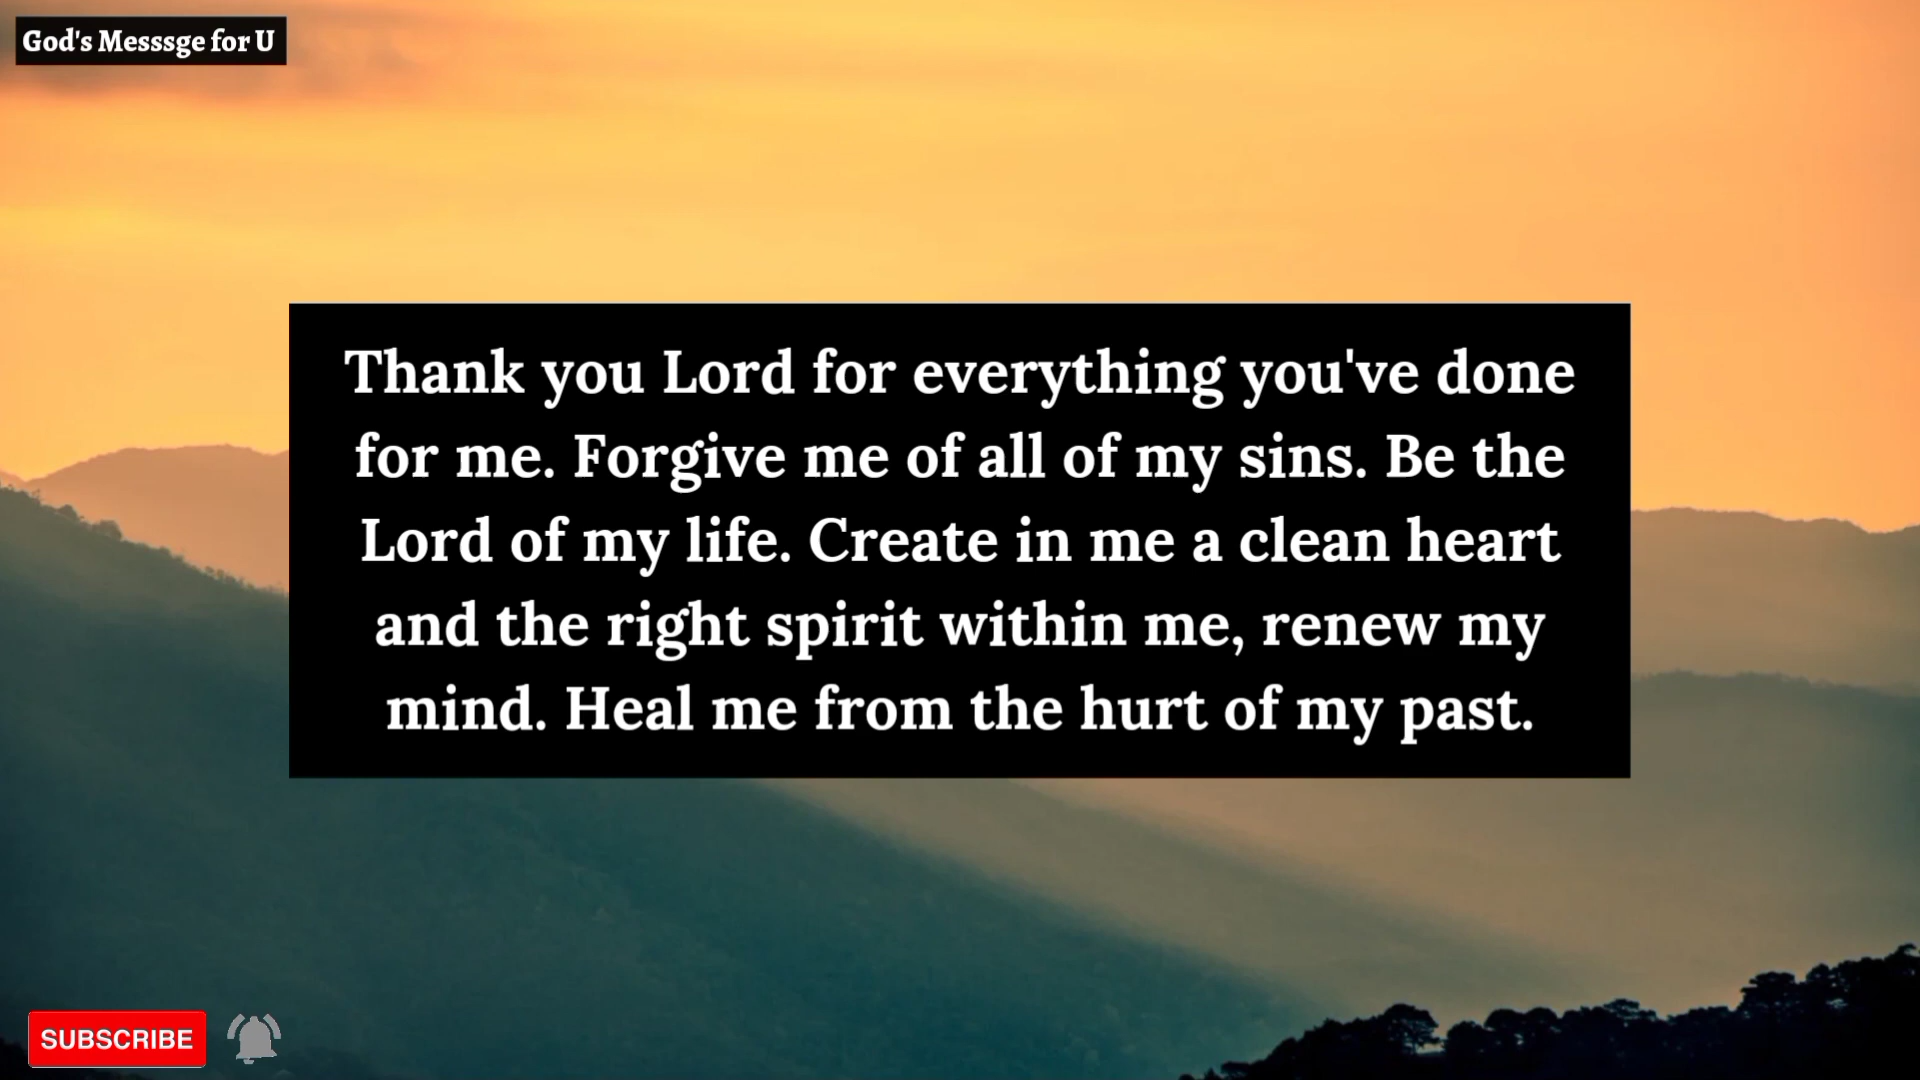 God's Messsge for U
Thank you Lord for everything you've done
for me. Forgive me of all of my sins. Be the
Lord of my life. Create in me a clean heart
and the right spirit within me, renew my
mind. Heal me from the hurt of my past.
SUBSCRIBE